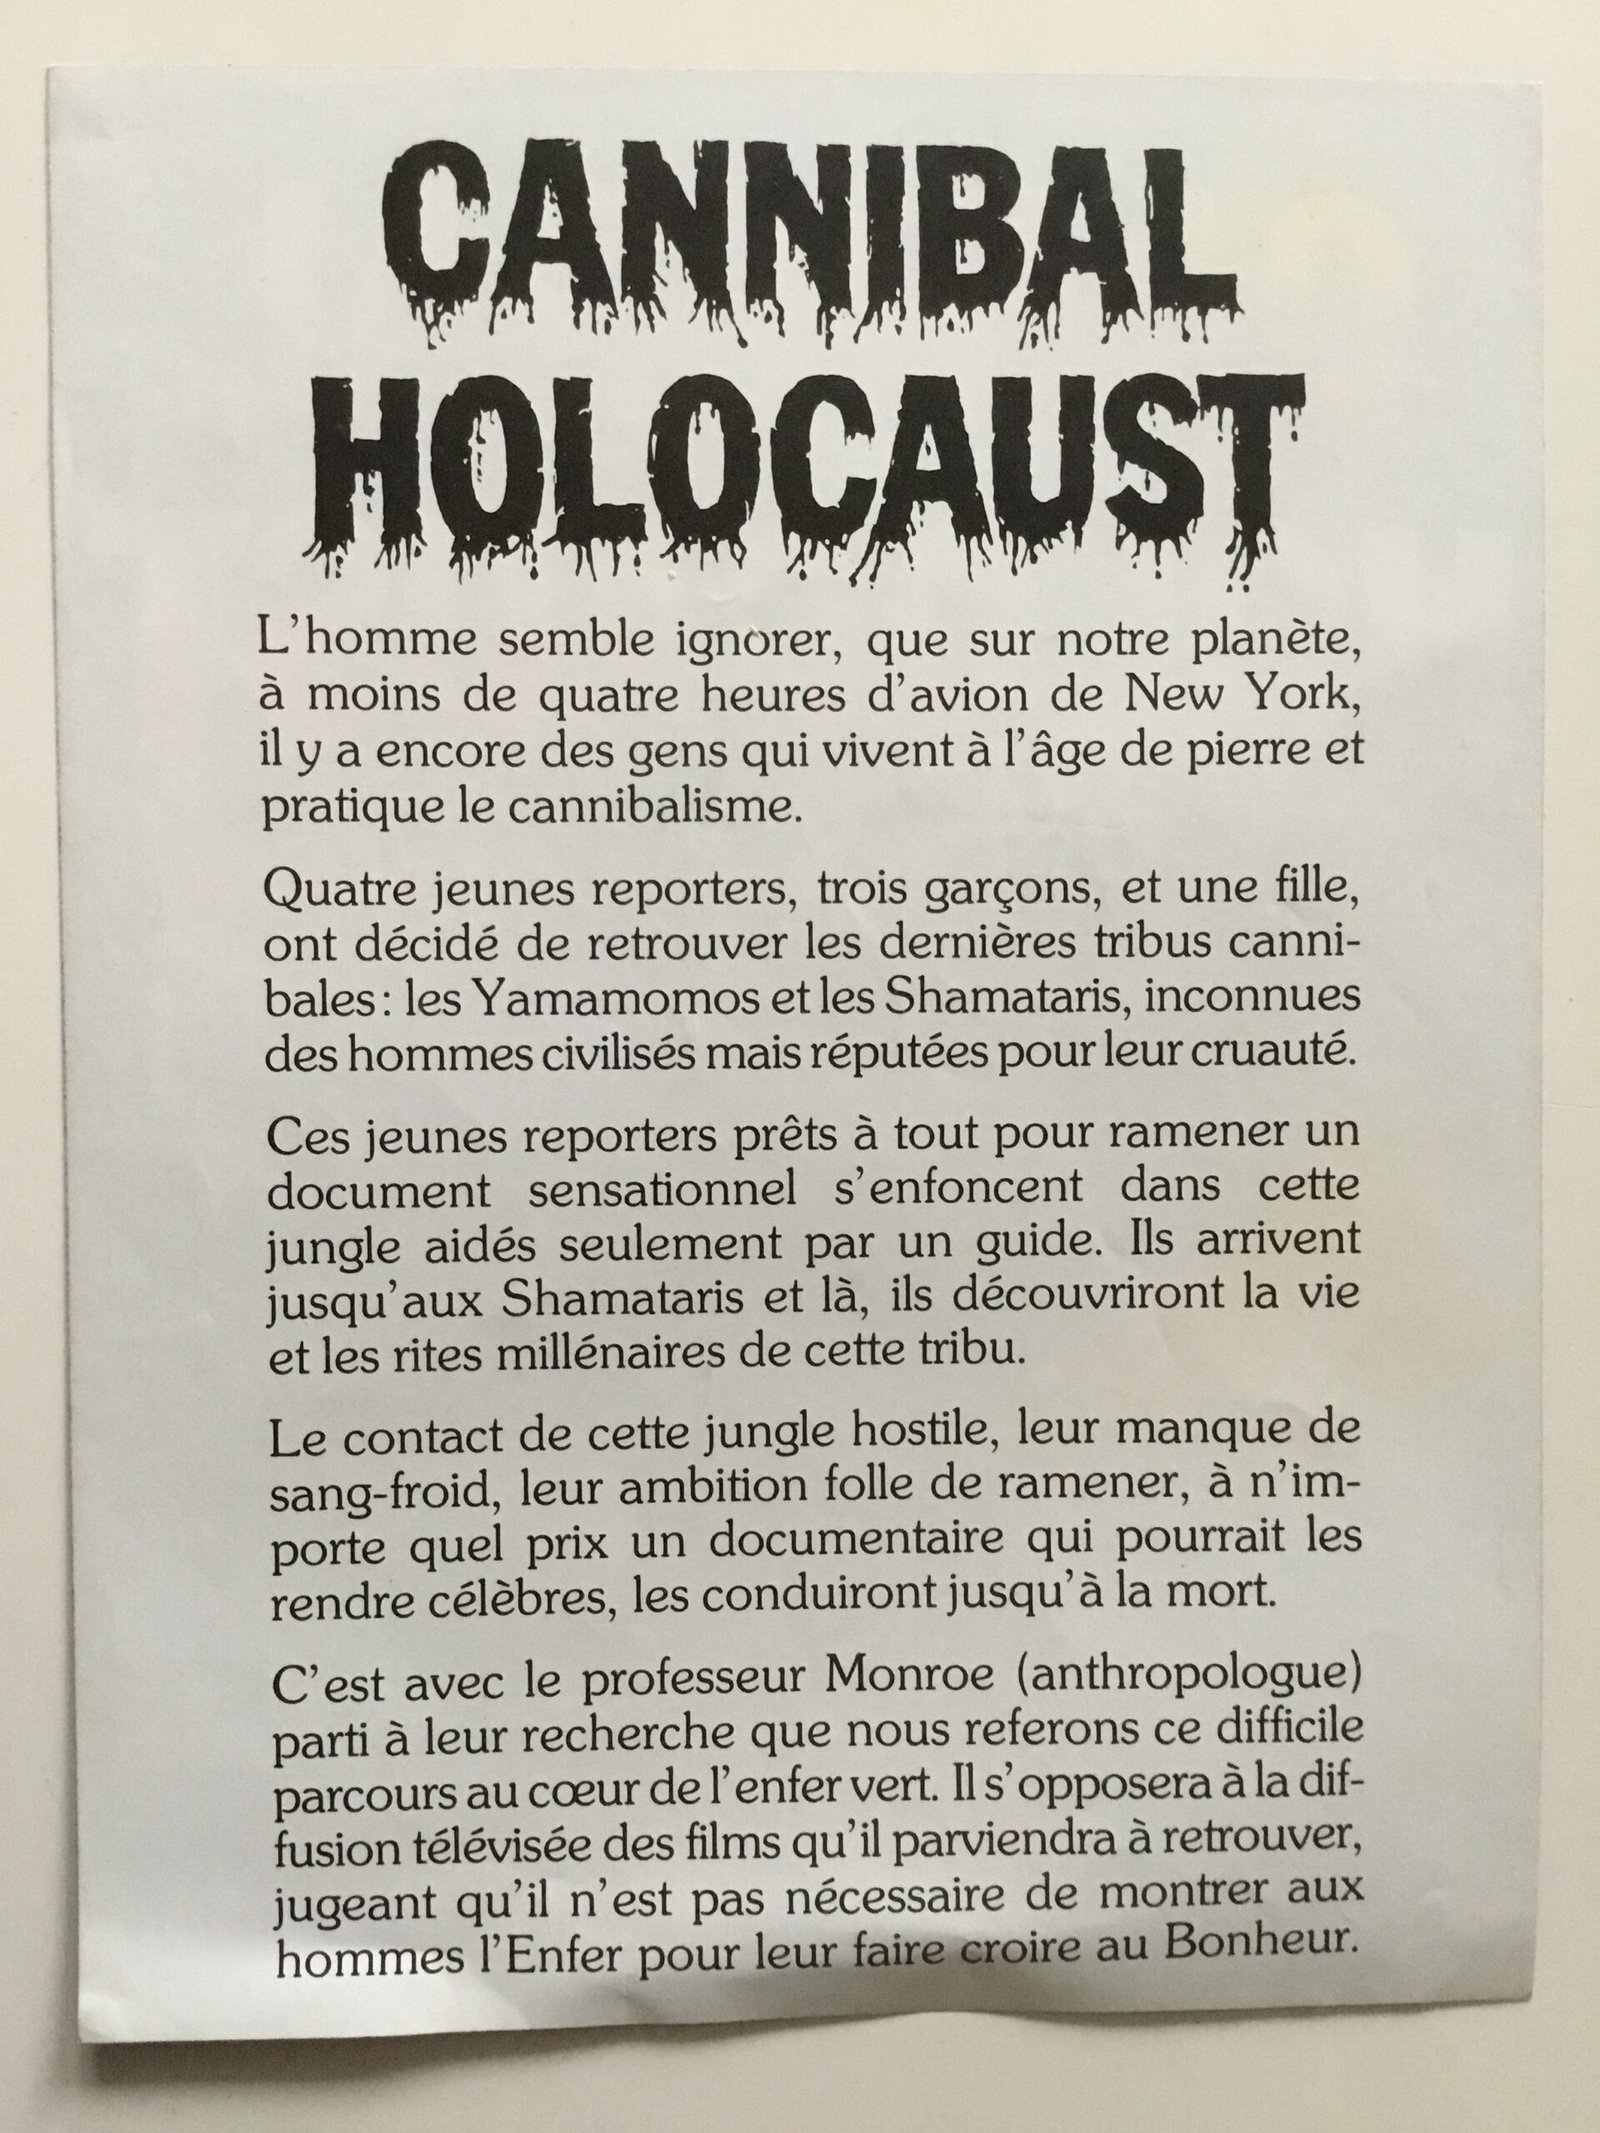 CANNIBAL
HOLOCAUST
L'homme semble ignorer, que sur notre planète,
à moins de quatre heures d'avion de New York,
il y a encore des gens qui vivent à l'âge de pierre et
pratique le cannibalisme.
Quatre jeunes reporters, trois garçons, et une fille,
ont décidé de retrouver les dernières tribus canni-
bales: les Yamamomos et les Shamataris, inconnues
des hommes civilisés mais réputées pour leur cruauté.
Ces jeunes reporters prêts à tout pour ramener un
document sensationnel s'enfoncent dans cette
jungle aidés seulement par un guide. Ils arrivent
jusqu'aux Shamataris et là, ils découvriront la vie
et les rites millénaires de cette tribu.
Le contact de cette jungle hostile, leur manque de
sang-froid, leur ambition folle de ramener, à n'im-
porte quel prix un documentaire qui pourrait les
rendre célèbres, les conduiront jusqu'à la mort.
C'est avec le professeur Monroe (anthropologue)
parti à leur recherche que nous referons ce difficile
parcours au cœur de l'enfer vert. Il s'opposera à la dif-
fusion télévisée des films qu'il parviendra à retrouver,
jugeant qu'il n'est pas nécessaire de montrer aux
hommes l'Enfer pour leur faire croire au Bonheur.